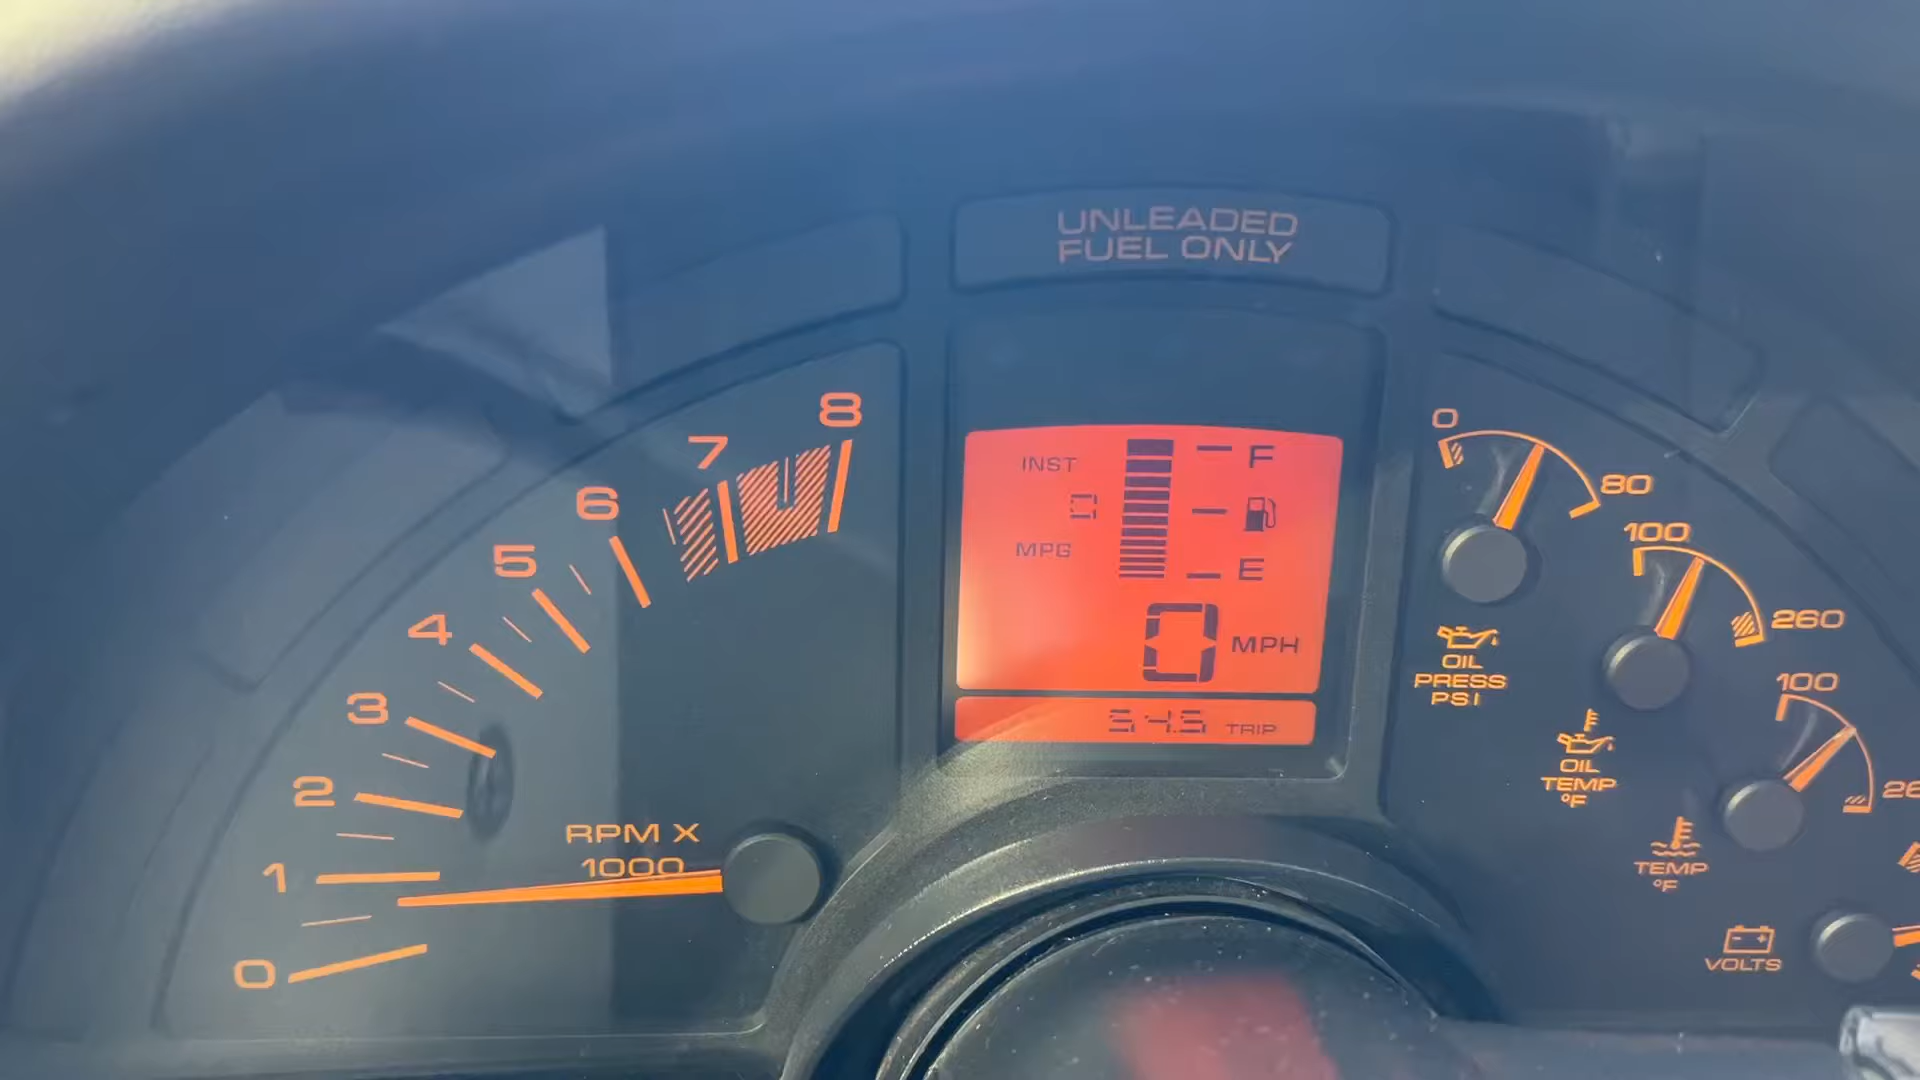 UNLEADED
FUEL ONLY
8
7
6
5
4
3
2
1
0
RPM X
1000
INST
0
MPG
F
E
0 MPH
54.5 TRIP
0
80
OIL
PRESS
PSI
100
260
OIL
TEMP
°F
100
TEMP
°F
VOLTS